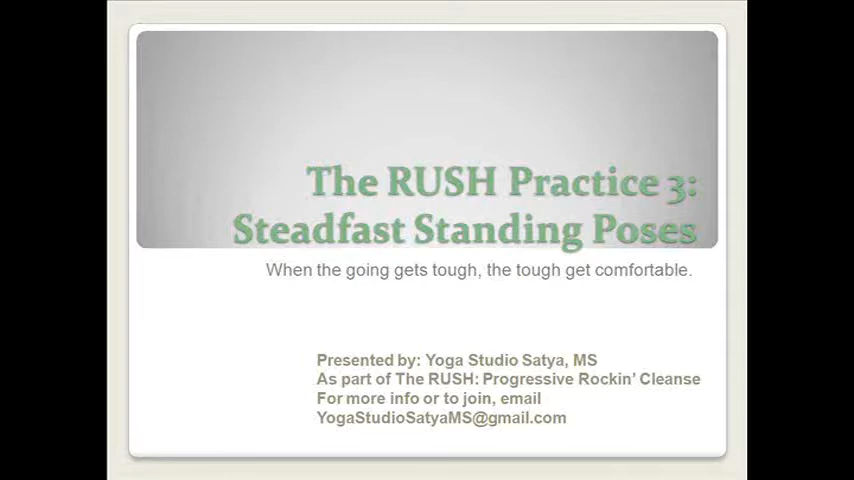 The RUSH Practice 3:
Steadfast Standing Poses
When the going gets tough, the tough get comfortable.
Presented by: Yoga Studio Satya, MS
As part of The RUSH: Progressive Rockin' Cleanse
For more info or to join, email
YogaStudioSatyaMS@gmail.com